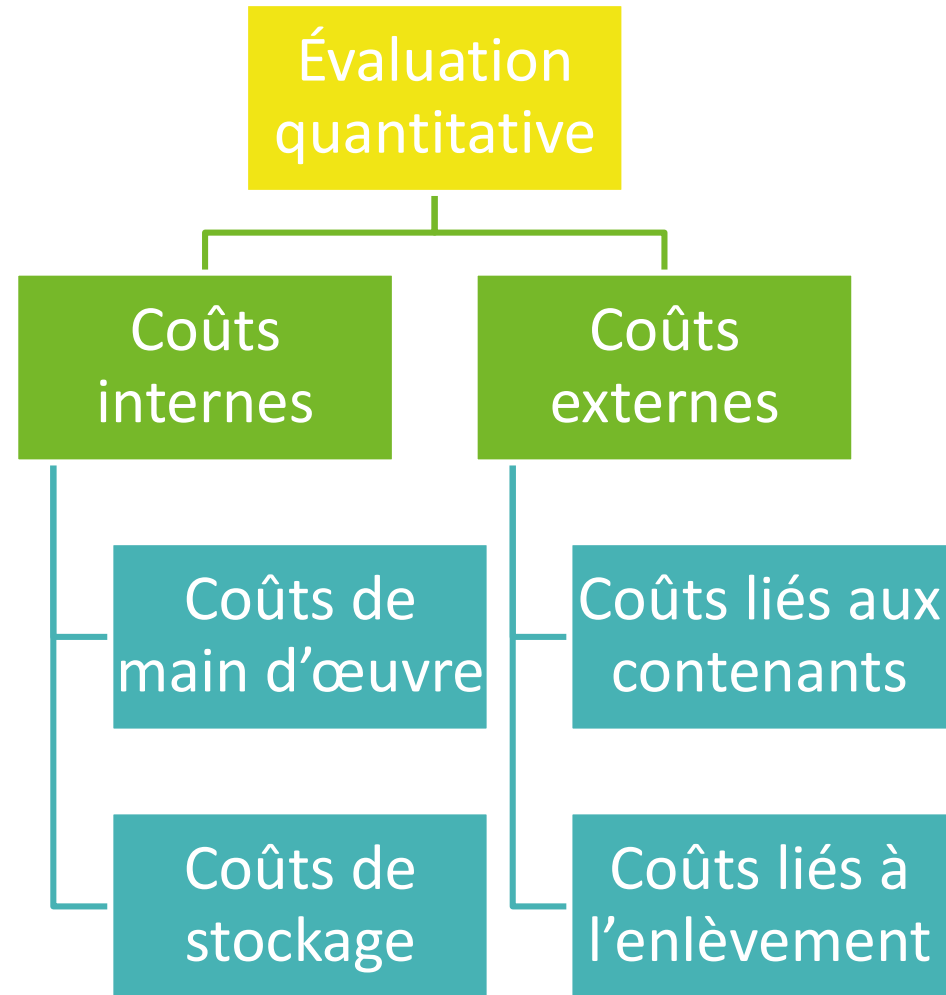 Évaluation
quantitative
Coûts
internes
Coûts
externes
Coûts de
main d’œuvre
Coûts liés aux
contenants
Coûts de
stockage
Coûts liés à
l’enlèvement